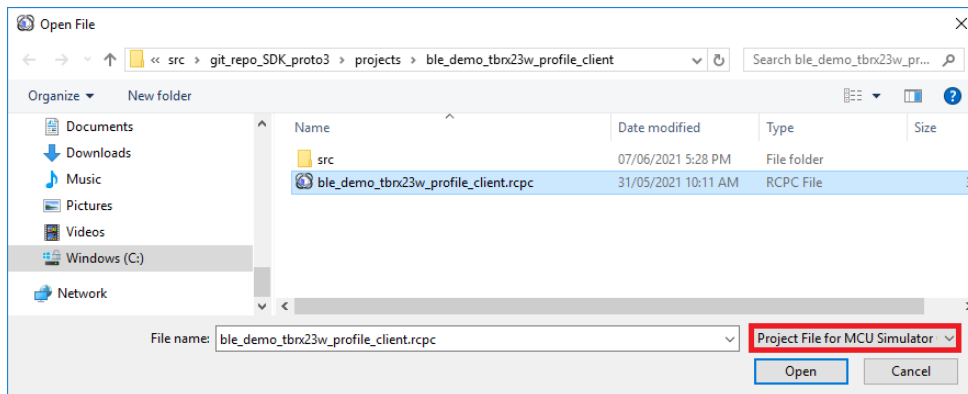 Open File
« src › git_repo_SDK_proto3 › projects › ble_demo_tbrx23w_profile_client
Search ble_demo_tbrx23w_pr...
Organize New folder
Documents
Downloads
Music
Pictures
Videos
Windows (C:)
Network
Name Date modified Type Size
src 07/06/2021 5:28 PM File folder
ble_demo_tbrx23w_profile_client.rcpc 31/05/2021 10:11 AM RCPC File
File name: ble_demo_tbrx23w_profile_client.rcpc Project File for MCU Simulator
Open Cancel